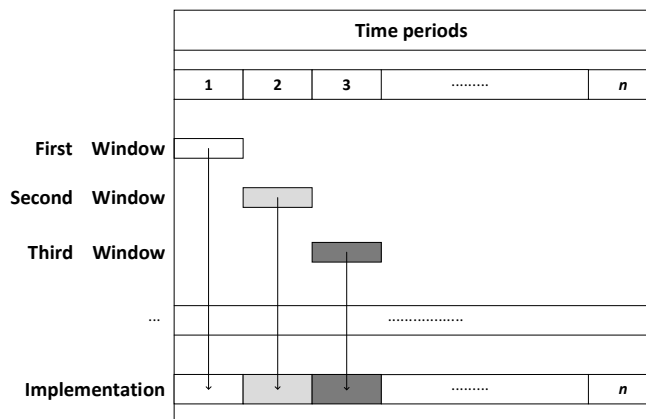 Time periods
1 2 3 ......... n
First Window
Second Window
Third Window
... .................
Implementation ......... n